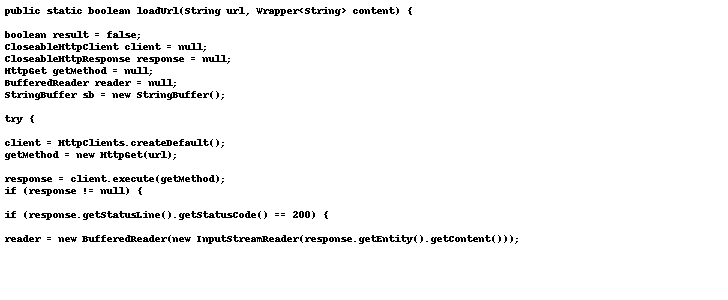 public static boolean loadUrl(String url, Wrapper<String> content) {
boolean result = false;
CloseableHttpClient client = null;
CloseableHttpResponse response = null;
HttpGet getMethod = null;
BufferedReader reader = null;
StringBuffer sb = new StringBuffer();
try {
client = HttpClients.createDefault();
getMethod = new HttpGet(url);
response = client.execute(getMethod);
if (response != null) {
if (response.getStatusLine().getStatusCode() == 200) {
reader = new BufferedReader(new InputStreamReader(response.getEntity().getContent()));